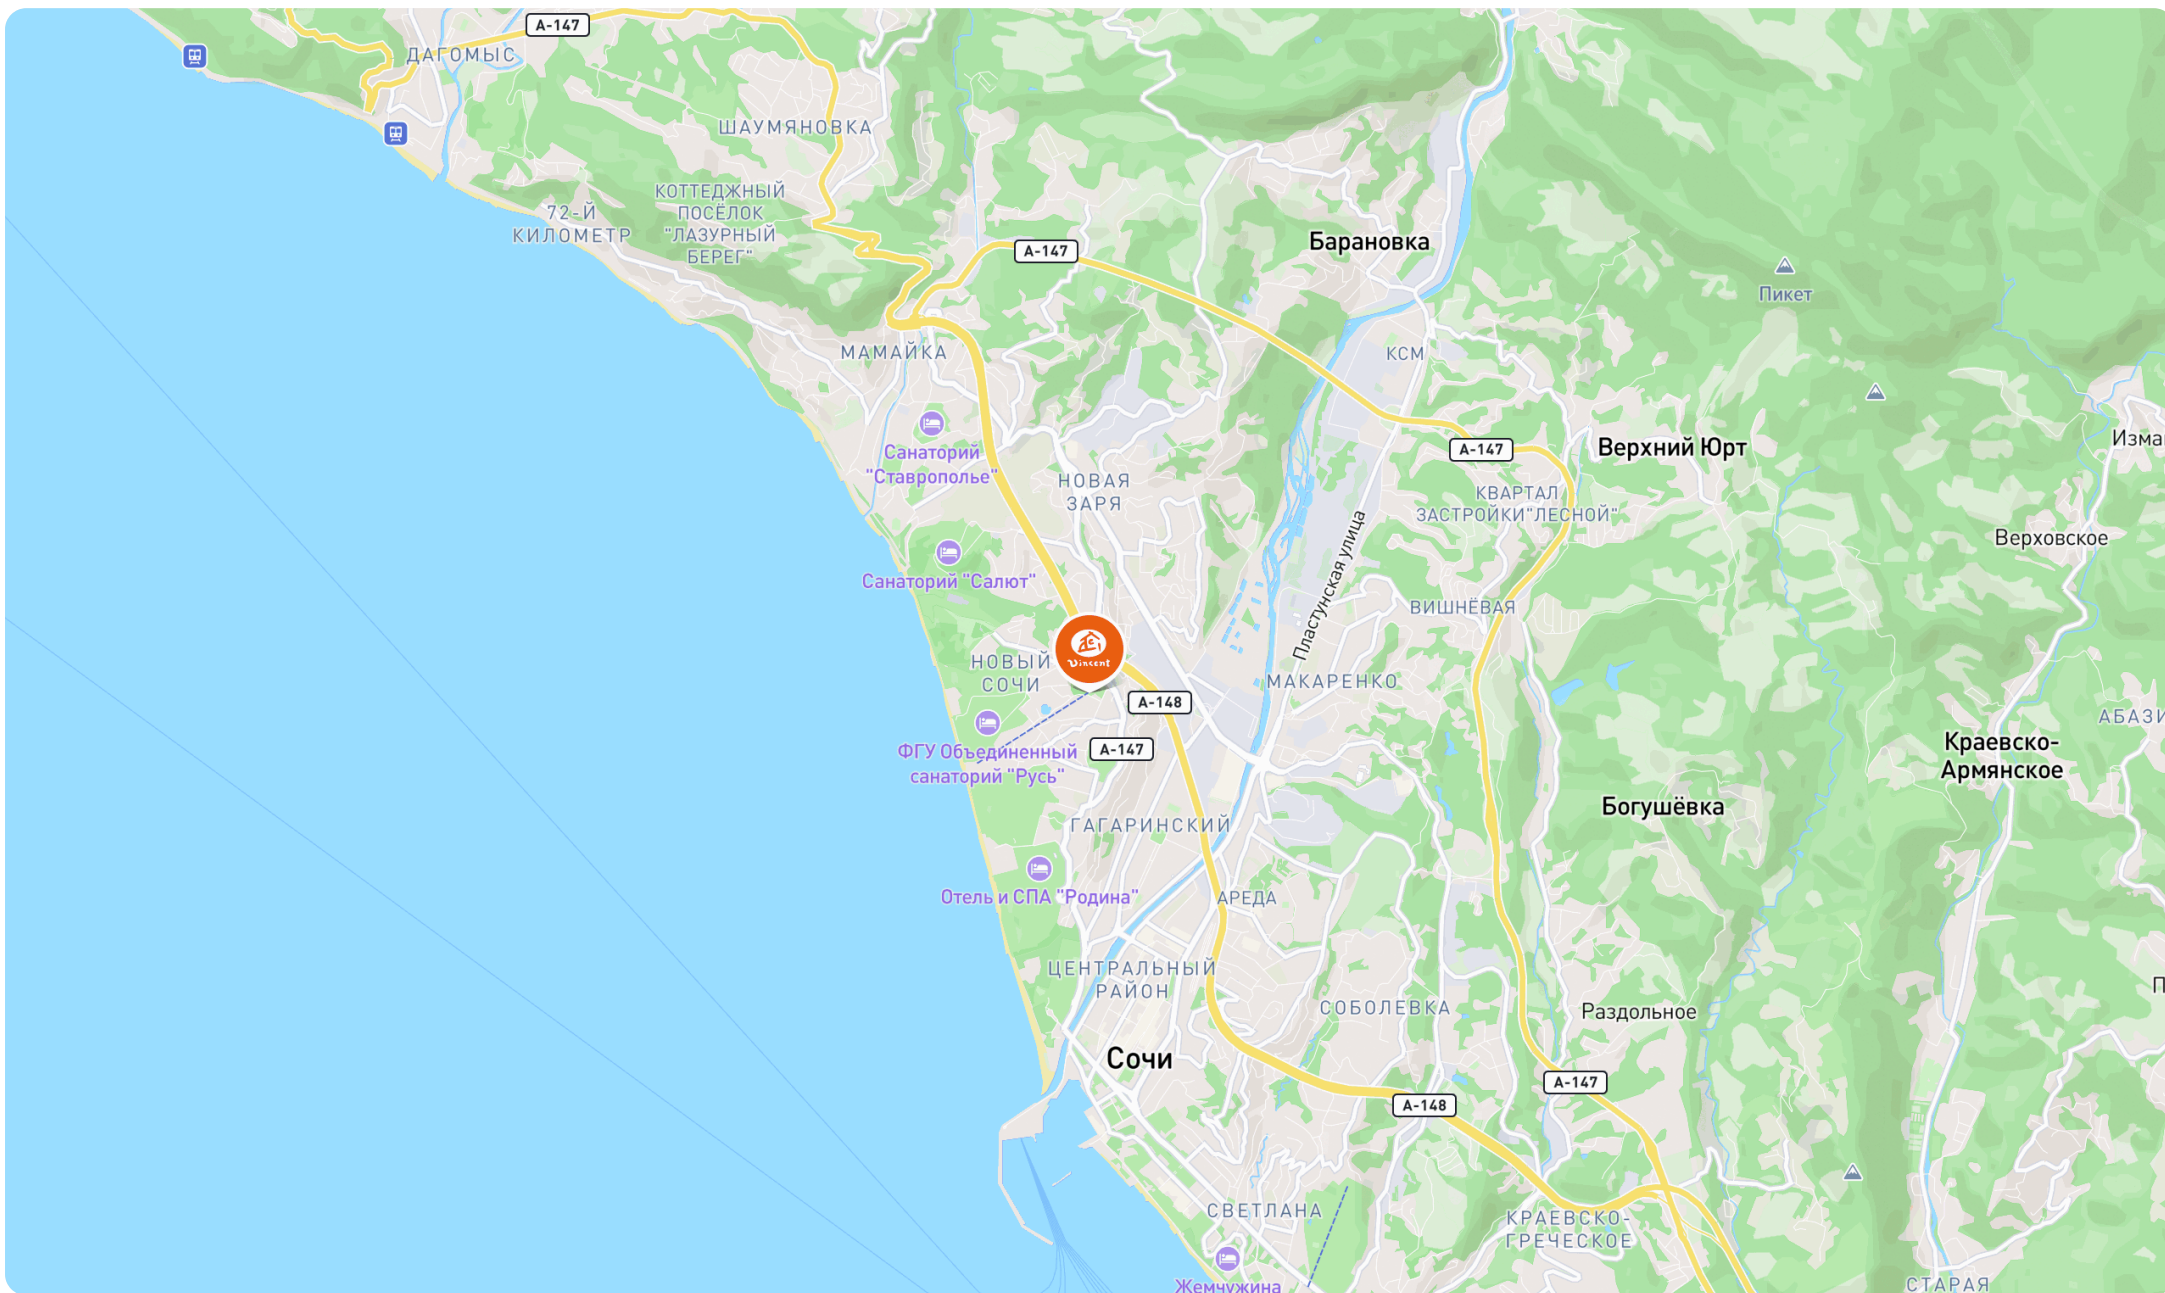 А-147
ДАГОМЫС
ШАУМЯНОВКА
КОТТЕДЖНЫЙ
ПОСЁЛОК
"ЛАЗУРНЫЙ
БЕРЕГ"
72-Й
КИЛОМЕТР
А-147
Барановка
Пикет
МАМАЙКА
КСМ
Санаторий
"Ставрополье"
НОВАЯ
ЗАРЯ
А-147
Верхний Юрт
Изма
КВАРТАЛ
ЗАСТРОЙКИ"ЛЕСНОЙ"
Верховское
Санаторий "Салют"
Пластунская улица
ВИШНЁВАЯ
Vincent
НОВЫЙ
СОЧИ
МАКАРЕНКО
А-148
АБАЗИ
ФГУ Объединенный
санаторий "Русь"
А-147
Краевско-
Армянское
Богушёвка
ГАГАРИНСКИЙ
Отель и СПА "Родина"
АРЕДА
ЦЕНТРАЛЬНЫЙ
РАЙОН
П
СОБОЛЕВКА
Раздольное
Сочи
А-147
А-148
СВЕТЛАНА
КРАЕВСКО-
ГРЕЧЕСКОЕ
Жемчужина
СТАРАЯ